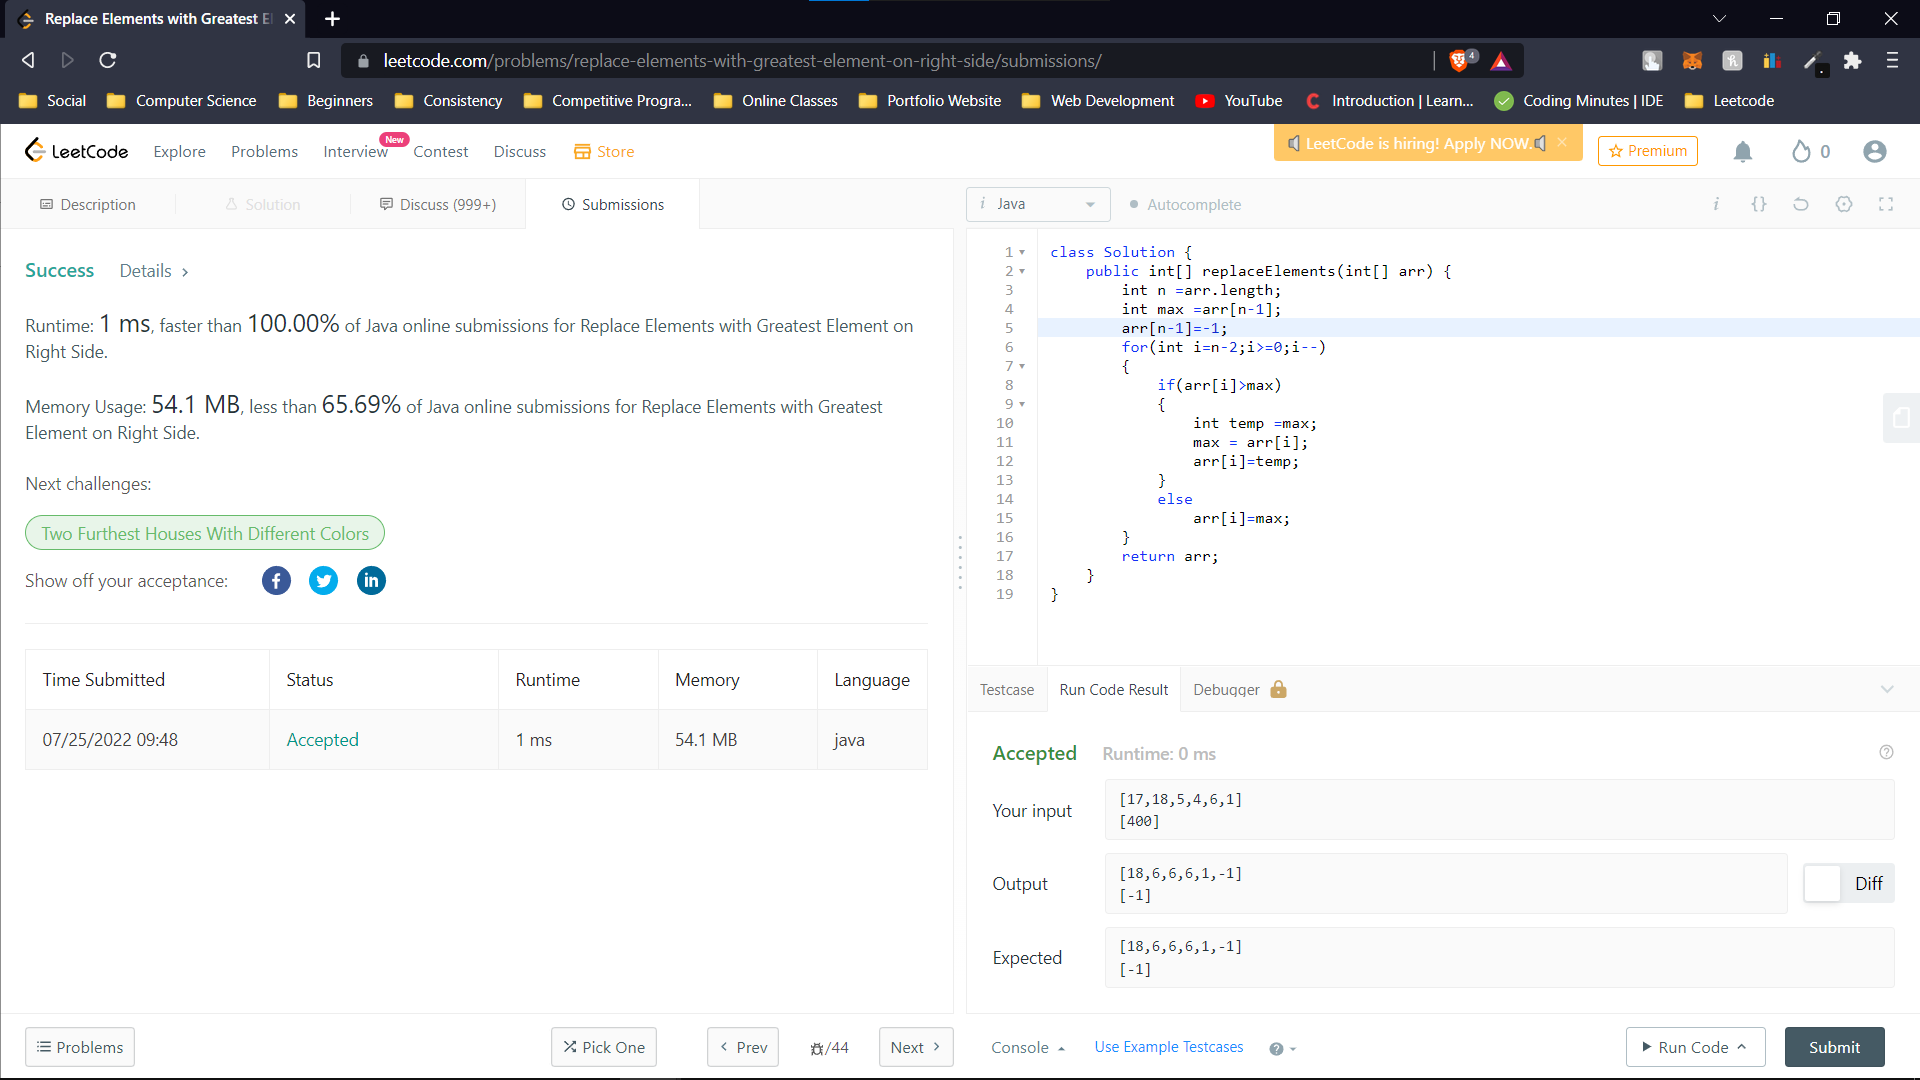 Replace Elements with Greatest El
leetcode.com/problems/replace-elements-with-greatest-element-on-right-side/submissions/
4
Social
Computer Science
Beginners
Consistency
Competitive Progra...
Online Classes
Portfolio Website
Web Development
YouTube
Introduction | Learn...
Coding Minutes | IDE
Leetcode
LeetCode
Explore
Problems
Interview
New
Contest
Discuss
Store
LeetCode is hiring! Apply NOW.
Premium
0
Description
Solution
Discuss (999+)
Submissions
i Java
Autocomplete
Success
Details >
Runtime: 1 ms, faster than 100.00% of Java online submissions for Replace Elements with Greatest Element on
Right Side.
Memory Usage: 54.1 MB, less than 65.69% of Java online submissions for Replace Elements with Greatest
Element on Right Side.
Next challenges:
Two Furthest Houses With Different Colors
Show off your acceptance:
Time Submitted Status Runtime Memory Language
07/25/2022 09:48 Accepted 1 ms 54.1 MB java
1 class Solution {
2 public int[] replaceElements(int[] arr) {
3 int n =arr.length;
4 int max =arr[n-1];
5 arr[n-1]=-1;
6 for(int i=n-2;i>=0;i--)
7 {
8 if(arr[i]>max)
9 {
10 int temp =max;
11 max = arr[i];
12 arr[i]=temp;
13 }
14 else
15 arr[i]=max;
16 }
17 return arr;
18 }
19 }
Testcase
Run Code Result
Debugger
Accepted
Runtime: 0 ms
Your input
[17,18,5,4,6,1]
[400]
Output
[18,6,6,6,1,-1]
[-1]
Diff
Expected
[18,6,6,6,1,-1]
[-1]
Problems
Pick One
< Prev
/44
Next >
Console
Use Example Testcases
Run Code
Submit